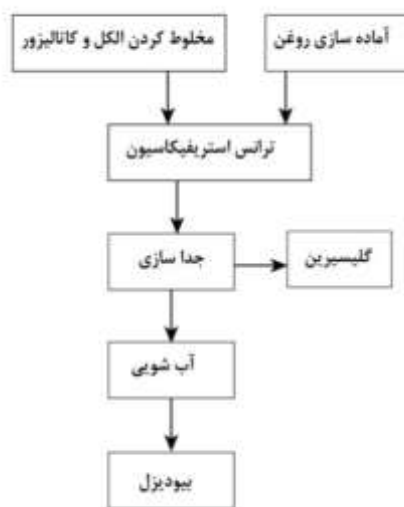 آماده سازی روغن
مخلوط کردن الکل و کاتالیزور
ترانس استریفیکاسیون
جدا سازی
گلیسیرین
آب شویی
بیودیزل